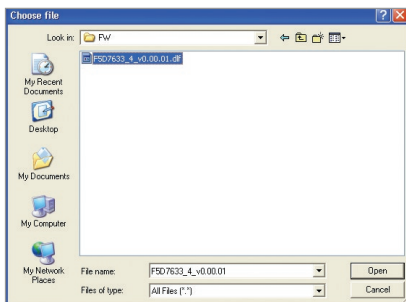 Choose file
Look in:
FW
F5D7633_4_v0.00.01.dlf
My Recent
Documents
Desktop
My Documents
My Computer
My Network
Places
File name:
F5D7633_4_v0.00.01
Open
Files of type:
All Files (*.*)
Cancel